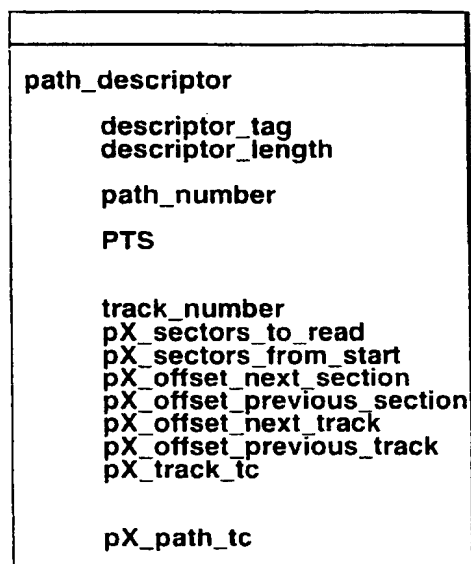 path_descriptor
descriptor_tag
descriptor_length
path_number
PTS
track_number
pX_sectors_to_read
pX_sectors_from_start
pX_offset_next_section
pX_offset_previous_section
pX_offset_next_track
pX_offset_previous_track
pX_track_tc
pX_path_tc